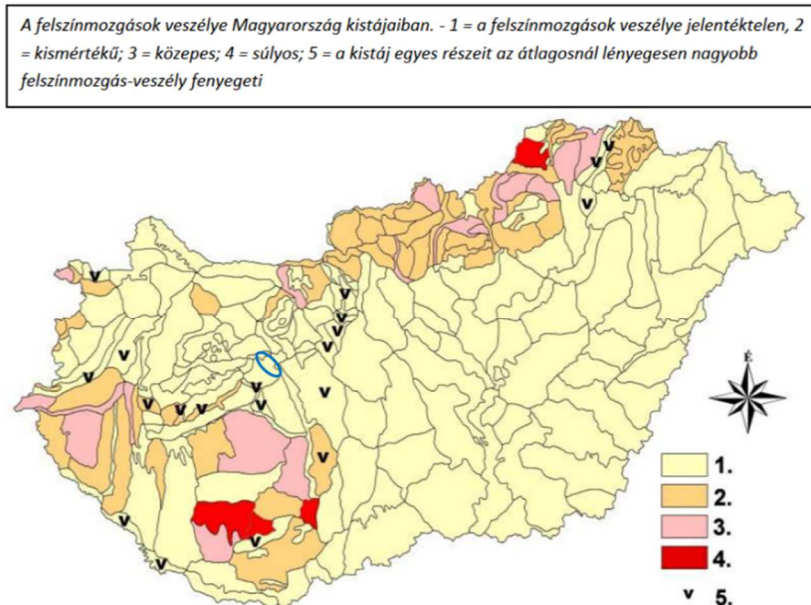 A felszínmozgások veszélye Magyarország kistájaiban. - 1 = a felszínmozgások veszélye jelentéktelen, 2
= kismértékű; 3 = közepes; 4 = súlyos; 5 = a kistáj egyes részeit az átlagosnál lényegesen nagyobb
felszínmozgás-veszély fenyegeti
É
1.
2.
3.
4.
v 5.